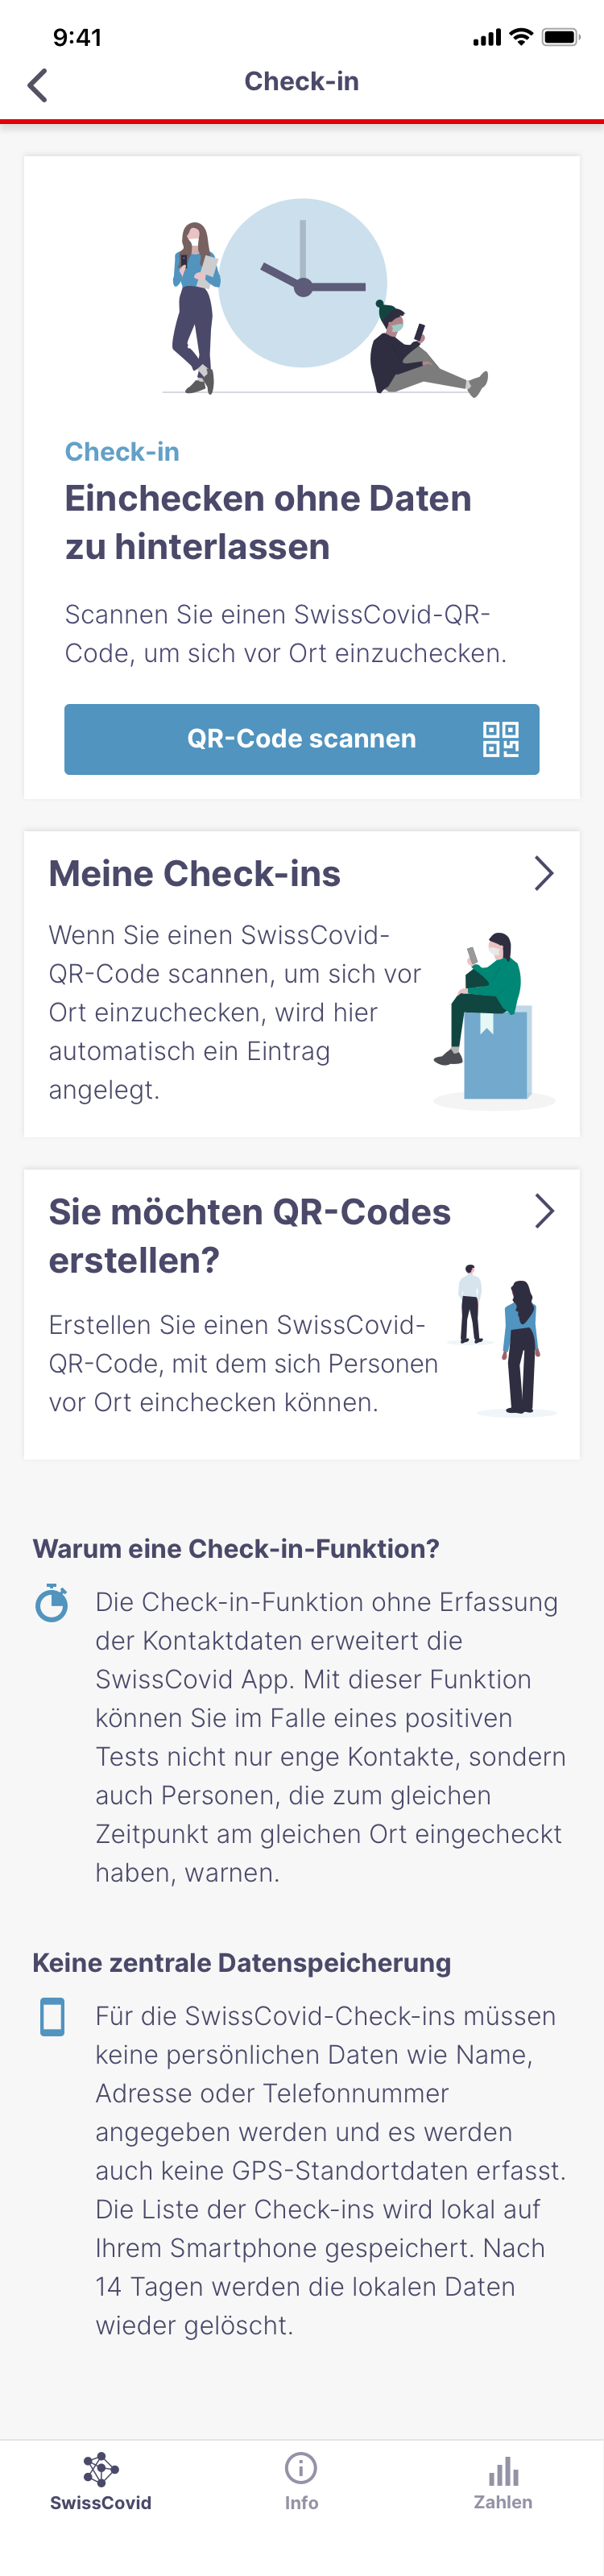 9:41
Check-in
Check-in
Einchecken ohne Daten
zu hinterlassen
Scannen Sie einen SwissCovid-QR-
Code, um sich vor Ort einzuchecken.
QR-Code scannen
Meine Check-ins
Wenn Sie einen SwissCovid-
QR-Code scannen, um sich vor
Ort einzuchecken, wird hier
automatisch ein Eintrag
angelegt.
Sie möchten QR-Codes
erstellen?
Erstellen Sie einen SwissCovid-
QR-Code, mit dem sich Personen
vor Ort einchecken können.
Warum eine Check-in-Funktion?
Die Check-in-Funktion ohne Erfassung
der Kontaktdaten erweitert die
SwissCovid App. Mit dieser Funktion
können Sie im Falle eines positiven
Tests nicht nur enge Kontakte, sondern
auch Personen, die zum gleichen
Zeitpunkt am gleichen Ort eingecheckt
haben, warnen.
Keine zentrale Datenspeicherung
Für die SwissCovid-Check-ins müssen
keine persönlichen Daten wie Name,
Adresse oder Telefonnummer
angegeben werden und es werden
auch keine GPS-Standortdaten erfasst.
Die Liste der Check-ins wird lokal auf
Ihrem Smartphone gespeichert. Nach
14 Tagen werden die lokalen Daten
wieder gelöscht.
SwissCovid
Info
Zahlen